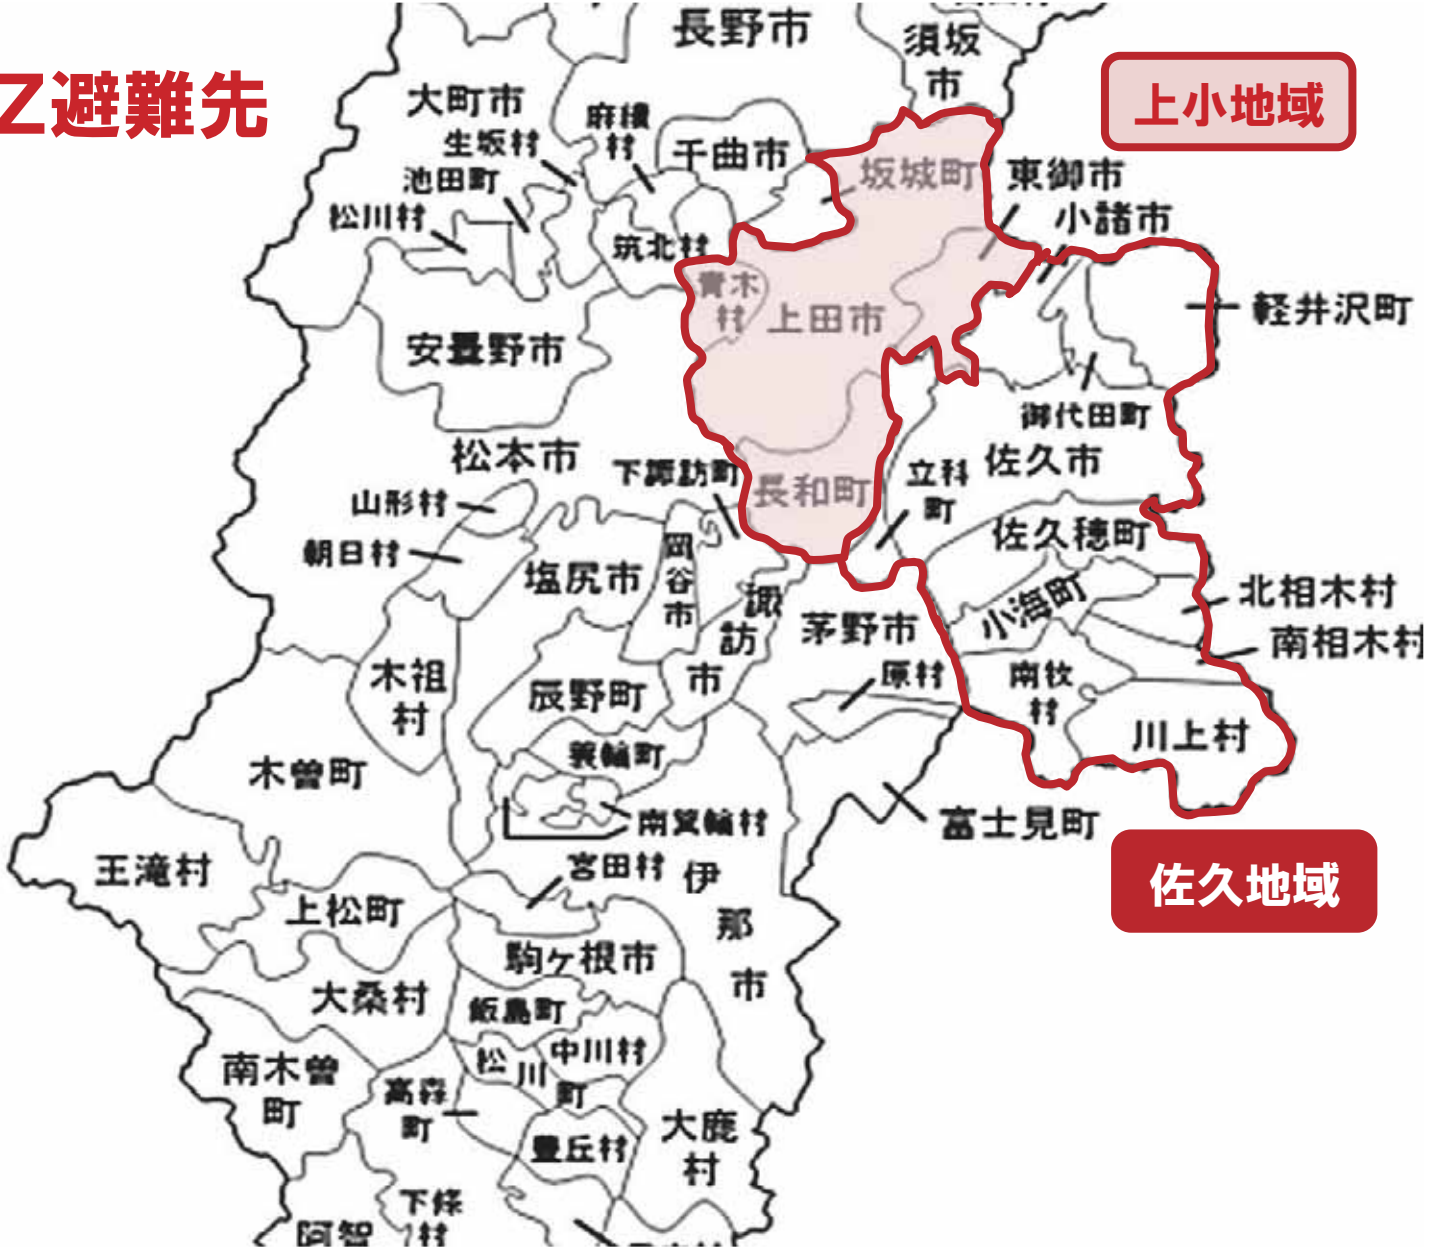 Z避難先
上小地域
佐久地域
長野市
須坂
市
大町市
麻績
村
生坂村
千曲市
池田町
坂城町
東御市
松川村
小諸市
筑北村
青木
村
上田市
軽井沢町
安曇野市
御代田町
松本市
下諏訪町
立科
町
佐久市
山形村
長和町
佐久穂町
朝日村
岡
谷
市
塩尻市
諏
訪
市
小海町
北相木村
茅野市
南相木村
木祖
村
辰野町
原村
南牧
村
川上村
箕輪町
木曽町
南箕輪村
富士見町
王滝村
宮田村
伊
那
市
上松町
駒ヶ根市
大桑村
飯島町
中川村
松
川
町
南木曽
町
高森
町
大鹿
村
豊丘村
下條
村
阿智